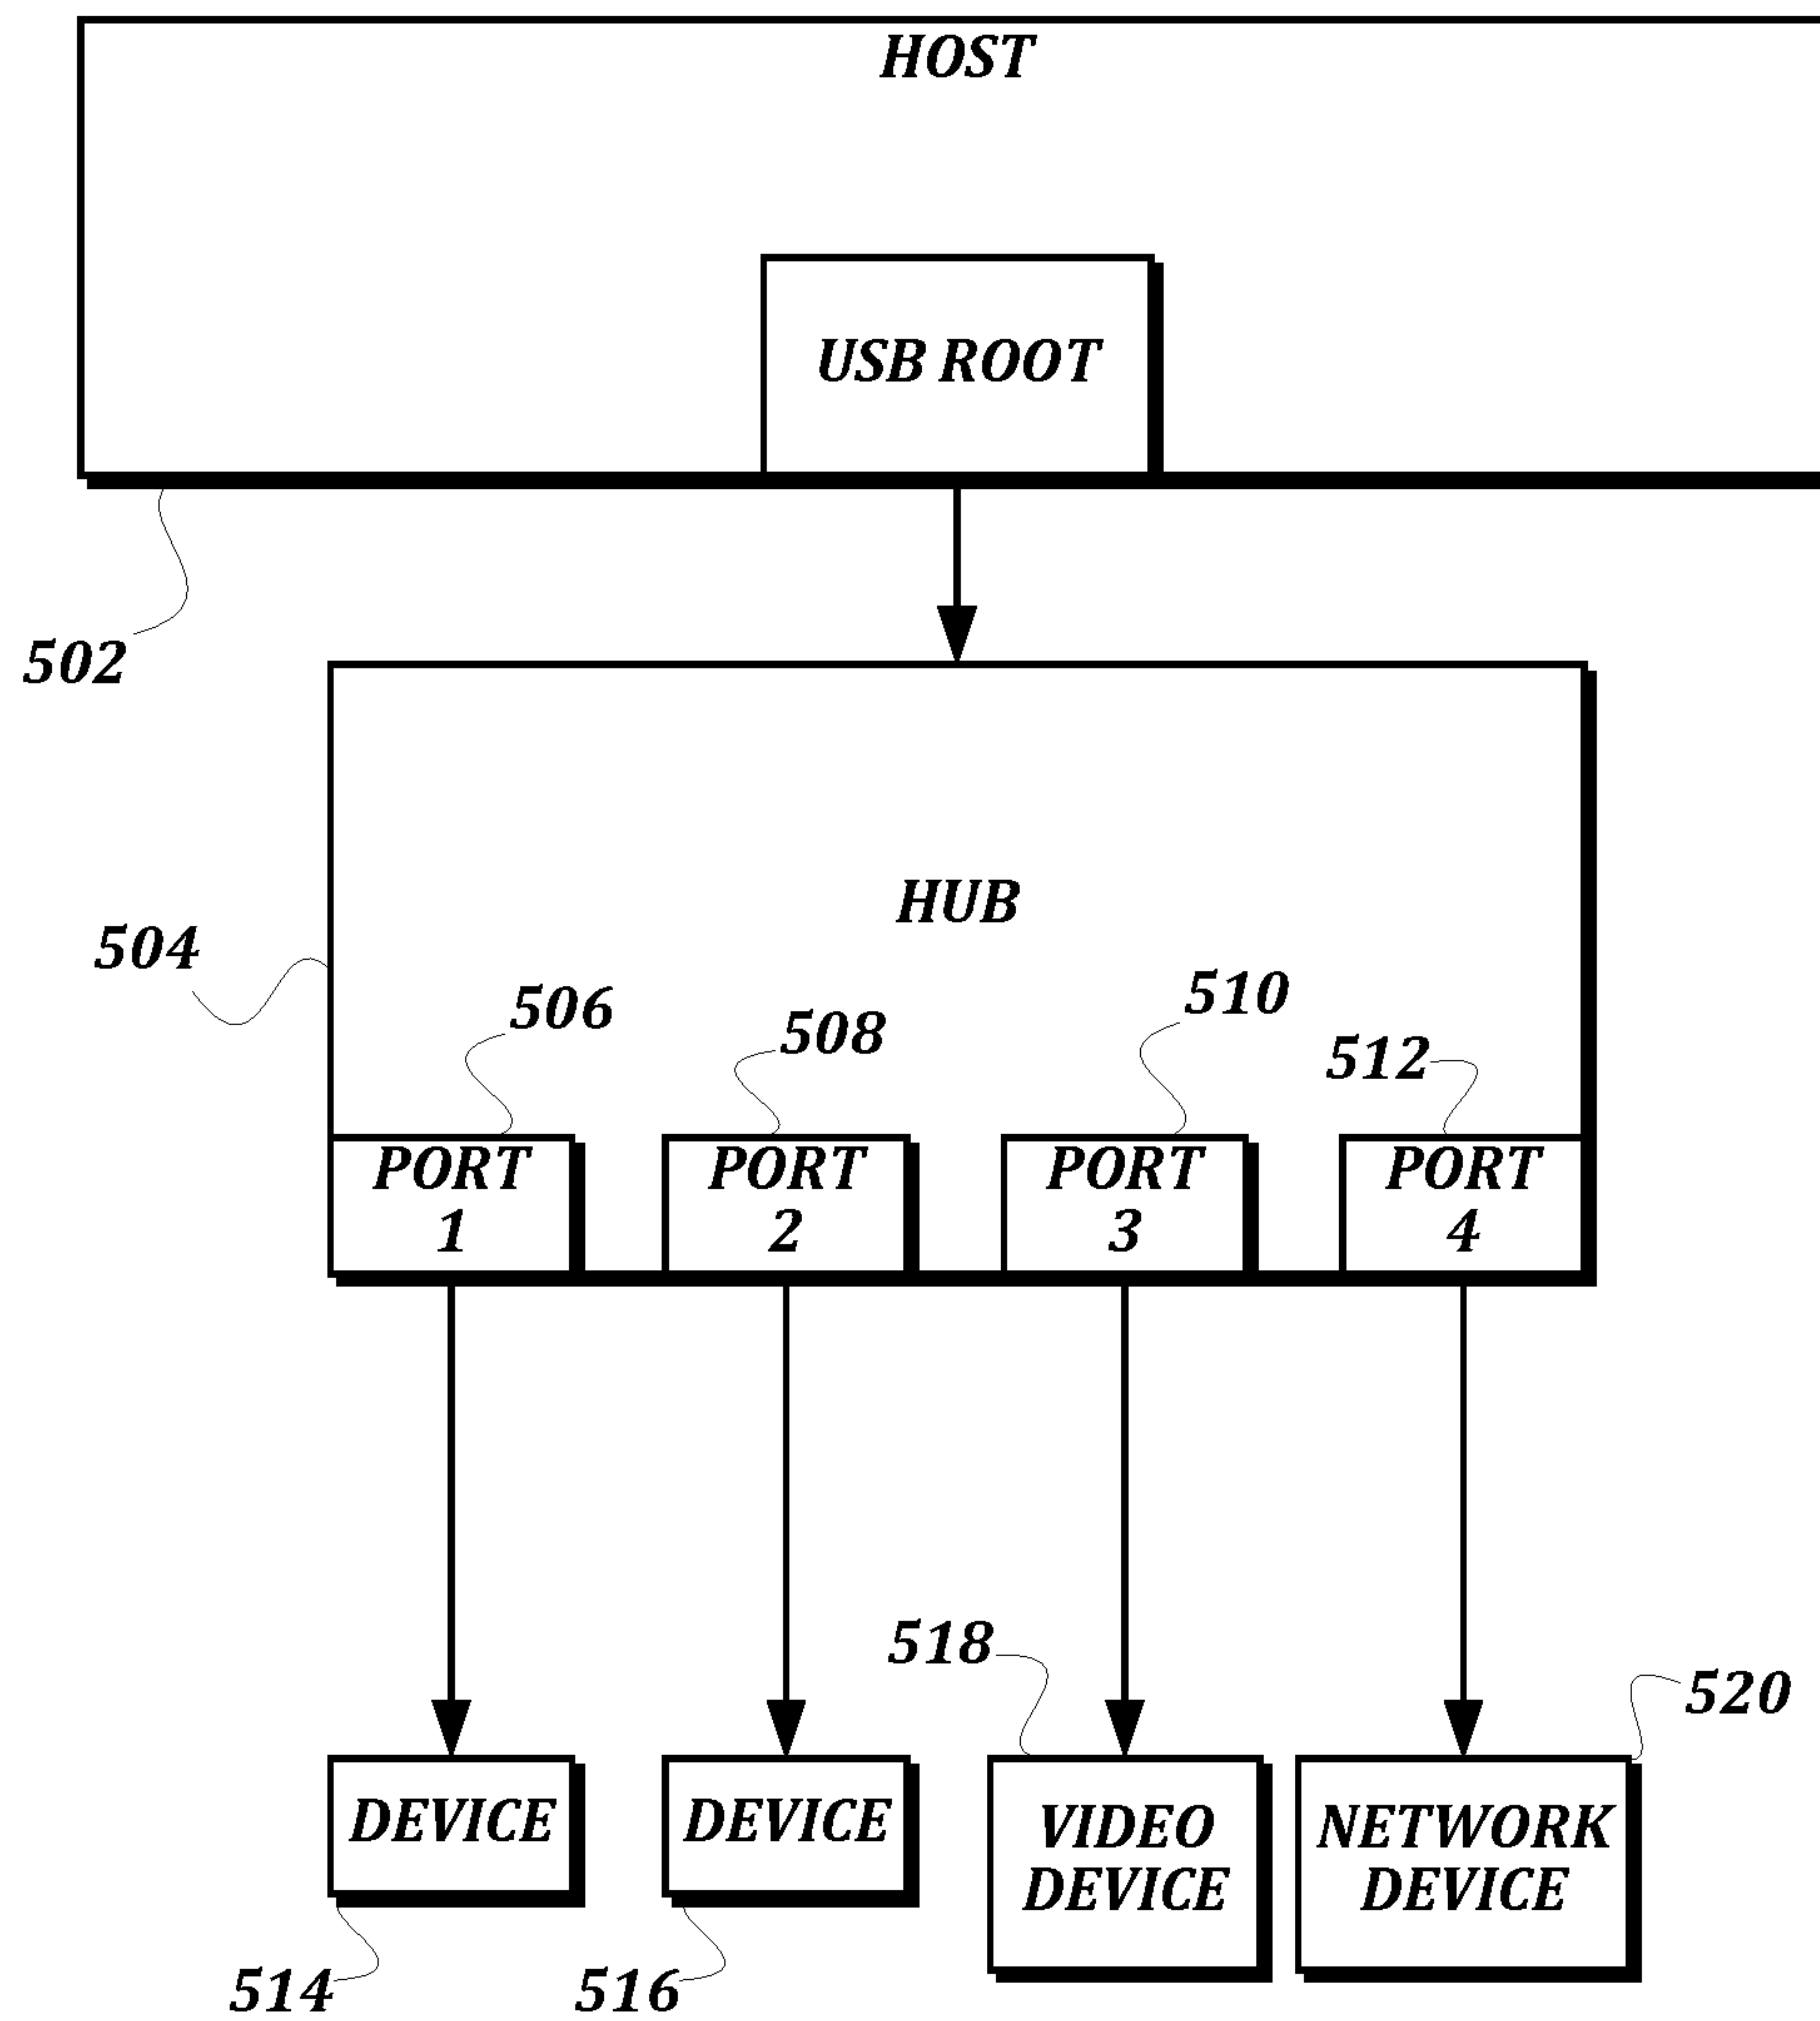 HOST
USB ROOT
502
HUB
504
506
508
510
512
PORT
1
PORT
2
PORT
3
PORT
4
518
520
DEVICE
DEVICE
VIDEO
DEVICE
NETWORK
DEVICE
514
516